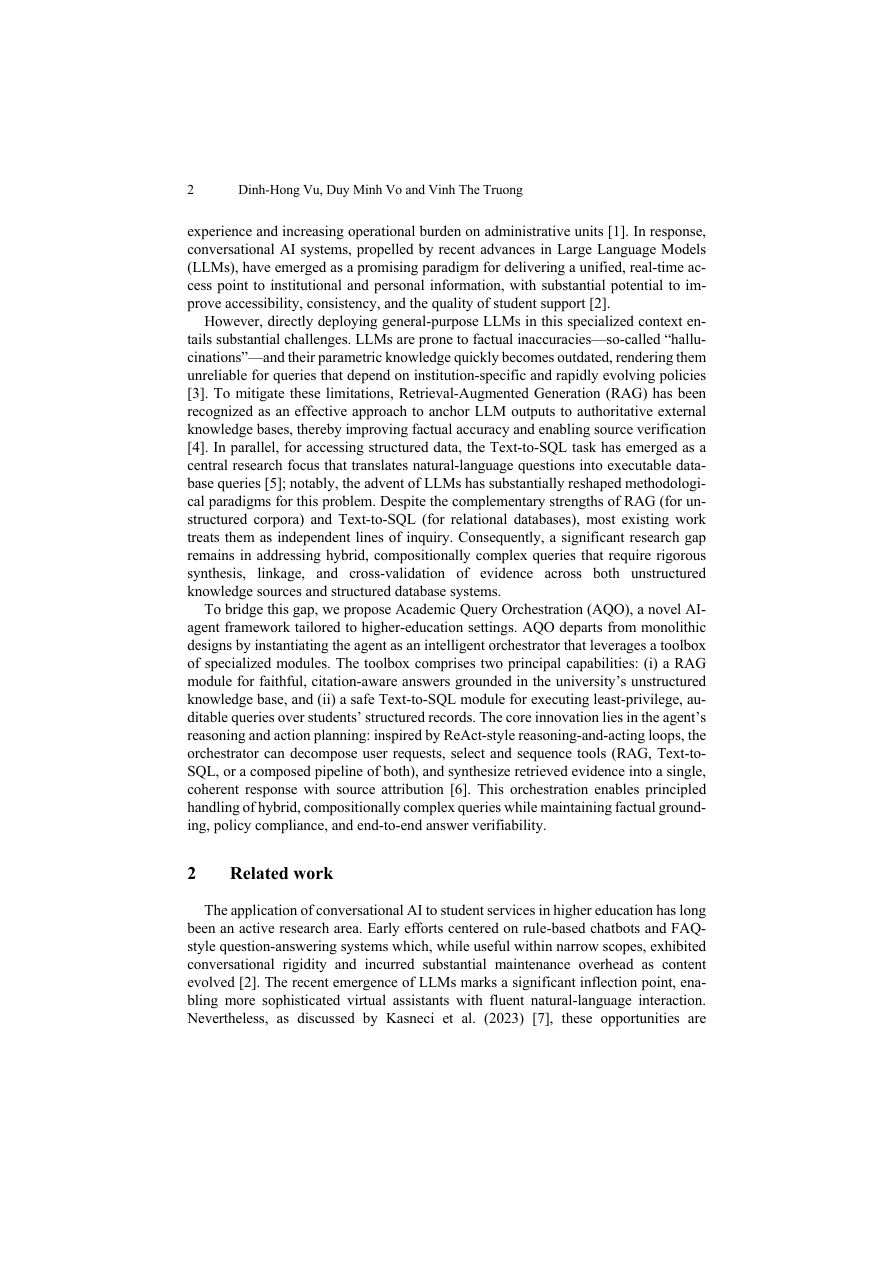 2 Dinh-Hong Vu, Duy Minh Vo and Vinh The Truong
experience and increasing operational burden on administrative units [1]. In response,
conversational AI systems, propelled by recent advances in Large Language Models
(LLMs), have emerged as a promising paradigm for delivering a unified, real-time ac-
cess point to institutional and personal information, with substantial potential to im-
prove accessibility, consistency, and the quality of student support [2].
However, directly deploying general-purpose LLMs in this specialized context en-
tails substantial challenges. LLMs are prone to factual inaccuracies—so-called “hallu-
cinations”—and their parametric knowledge quickly becomes outdated, rendering them
unreliable for queries that depend on institution-specific and rapidly evolving policies
[3]. To mitigate these limitations, Retrieval-Augmented Generation (RAG) has been
recognized as an effective approach to anchor LLM outputs to authoritative external
knowledge bases, thereby improving factual accuracy and enabling source verification
[4]. In parallel, for accessing structured data, the Text-to-SQL task has emerged as a
central research focus that translates natural-language questions into executable data-
base queries [5]; notably, the advent of LLMs has substantially reshaped methodologi-
cal paradigms for this problem. Despite the complementary strengths of RAG (for un-
structured corpora) and Text-to-SQL (for relational databases), most existing work
treats them as independent lines of inquiry. Consequently, a significant research gap
remains in addressing hybrid, compositionally complex queries that require rigorous
synthesis, linkage, and cross-validation of evidence across both unstructured
knowledge sources and structured database systems.
To bridge this gap, we propose Academic Query Orchestration (AQO), a novel AI-
agent framework tailored to higher-education settings. AQO departs from monolithic
designs by instantiating the agent as an intelligent orchestrator that leverages a toolbox
of specialized modules. The toolbox comprises two principal capabilities: (i) a RAG
module for faithful, citation-aware answers grounded in the university’s unstructured
knowledge base, and (ii) a safe Text-to-SQL module for executing least-privilege, au-
ditable queries over students’ structured records. The core innovation lies in the agent’s
reasoning and action planning: inspired by ReAct-style reasoning-and-acting loops, the
orchestrator can decompose user requests, select and sequence tools (RAG, Text-to-
SQL, or a composed pipeline of both), and synthesize retrieved evidence into a single,
coherent response with source attribution [6]. This orchestration enables principled
handling of hybrid, compositionally complex queries while maintaining factual ground-
ing, policy compliance, and end-to-end answer verifiability.
2 Related work
The application of conversational AI to student services in higher education has long
been an active research area. Early efforts centered on rule-based chatbots and FAQ-
style question-answering systems which, while useful within narrow scopes, exhibited
conversational rigidity and incurred substantial maintenance overhead as content
evolved [2]. The recent emergence of LLMs marks a significant inflection point, ena-
bling more sophisticated virtual assistants with fluent natural-language interaction.
Nevertheless, as discussed by Kasneci et al. (2023) [7], these opportunities are